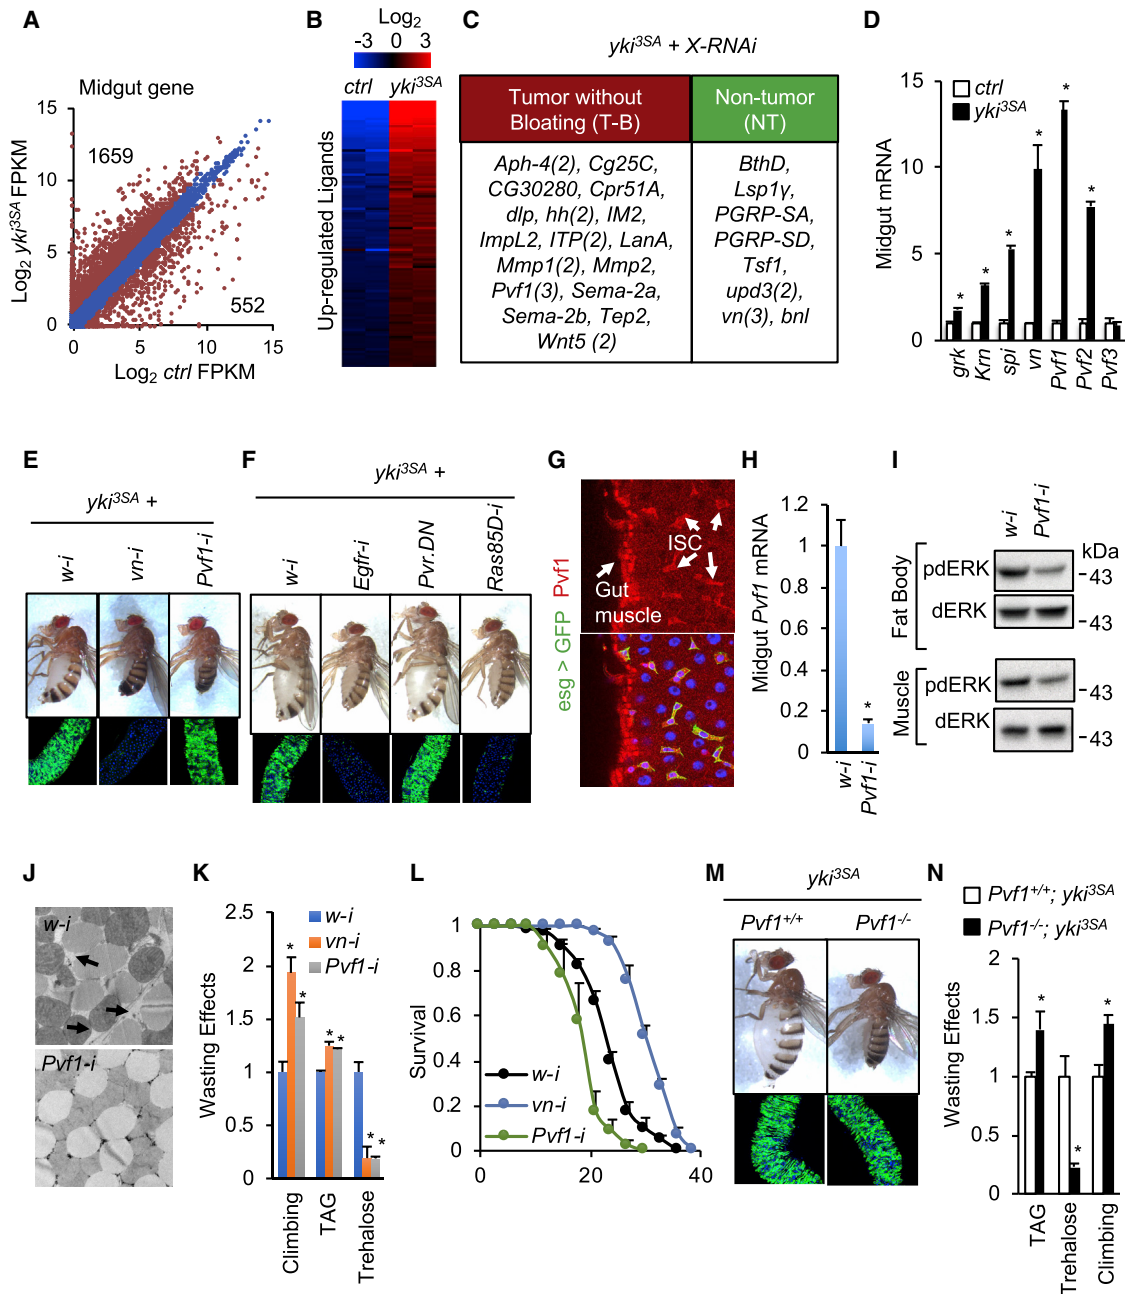 A
Midgut gene
Log2 yki3SA FPKM
15
10
5
0
1659
552
0 5 10 15
Log2 ctrl FPKM
B
Log2
-3 0 3
ctrl yki3SA
Up-regulated Ligands
C
yki3SA + X-RNAi
Tumor without
Bloating (T-B)
Aph-4(2), Cg25C,
CG30280, Cpr51A,
dlp, hh(2), IM2,
ImpL2, ITP(2), LanA,
Mmp1(2), Mmp2,
Pvf1(3), Sema-2a,
Sema-2b, Tep2,
Wnt5 (2)
Non-tumor
(NT)
BthD,
Lsp1γ,
PGRP-SA,
PGRP-SD,
Tsf1,
upd3(2),
vn(3), bnl
D
ctrl
yki3SA
Midgut mRNA
15
10
5
0
* * * * * *
grk Krn spi vn Pvf1 Pvf2 Pvf3
E
yki3SA +
w-i vn-i Pvf1-i
F
yki3SA +
w-i Egfr-i Pvr.DN Ras85D-i
G
esg > GFP Pvf1
ISC
Gut
muscle
H
Midgut Pvf1 mRNA
1.2
1
0.8
0.6
0.4
0.2
0
*
w-i Pvf1-i
I
w-i Pvf1-i
kDa
Fat Body
pdERK -43
dERK -43
Muscle
pdERK -43
dERK -43
J
w-i
Pvf1-i
K
Wasting Effects
2.5
2
1.5
1
0.5
0
w-i
vn-i
Pvf1-i
* * * * * *
Climbing TAG Trehalose
L
Survival
1
0.8
0.6
0.4
0.2
0
w-i
vn-i
Pvf1-i
0 20 40
M
yki3SA
Pvf1+/+ Pvf1-/-
N
Pvf1+/+; yki3SA
Pvf1-/-; yki3SA
Wasting Effects
2
1.5
1
0.5
0
* * *
TAG Trehalose Climbing